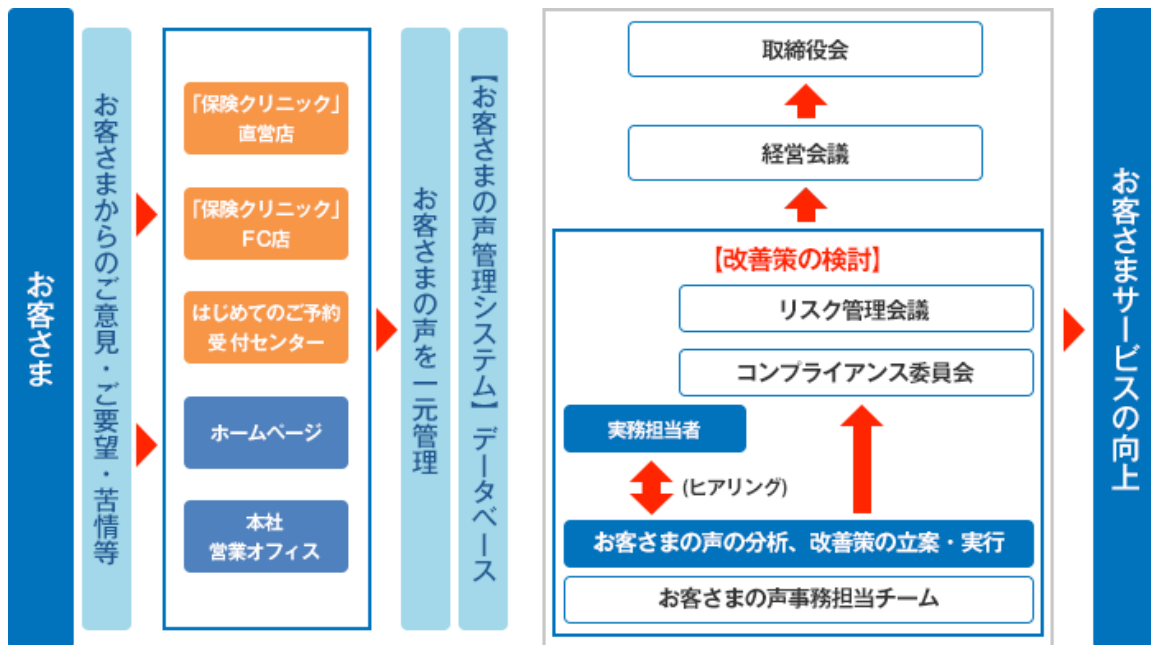 お客さま
お客さまからのご意見・ご要望・苦情等
「保険クリニック」
直営店
「保険クリニック」
FC店
はじめてのご予約
受付センター
ホームページ
本社
営業オフィス
お客さまの声を一元管理
【お客さまの声管理システム】データベース
取締役会
経営会議
【改善策の検討】
リスク管理会議
コンプライアンス委員会
実務担当者
(ヒアリング)
お客さまの声の分析、改善策の立案・実行
お客さまの声事務担当チーム
お客さまサービスの向上